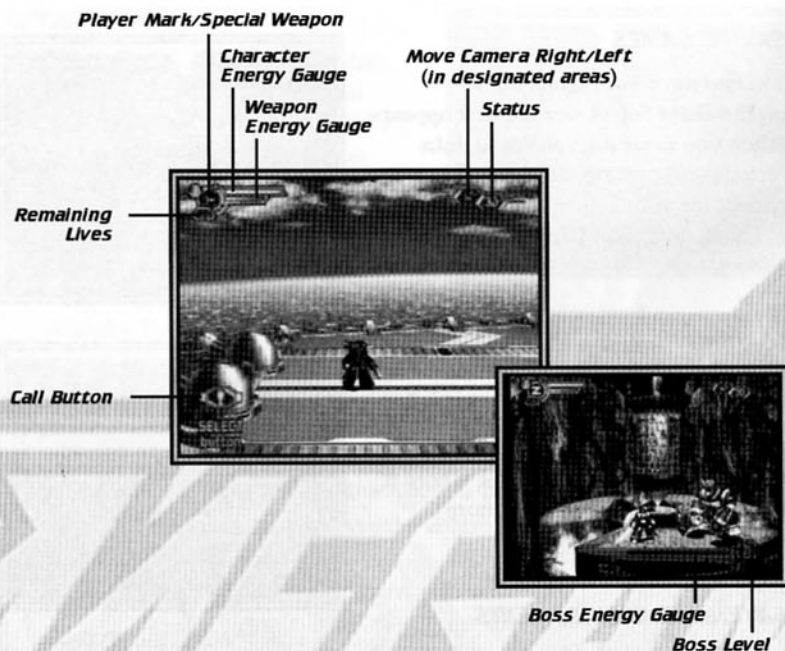 Player Mark/Special Weapon
Character
Energy Gauge
Weapon
Energy Gauge
Move Camera Right/Left
(in designated areas)
Status
Remaining
Lives
Call Button
SELECT
button
Z
Boss Energy Gauge
Boss Level
MEG